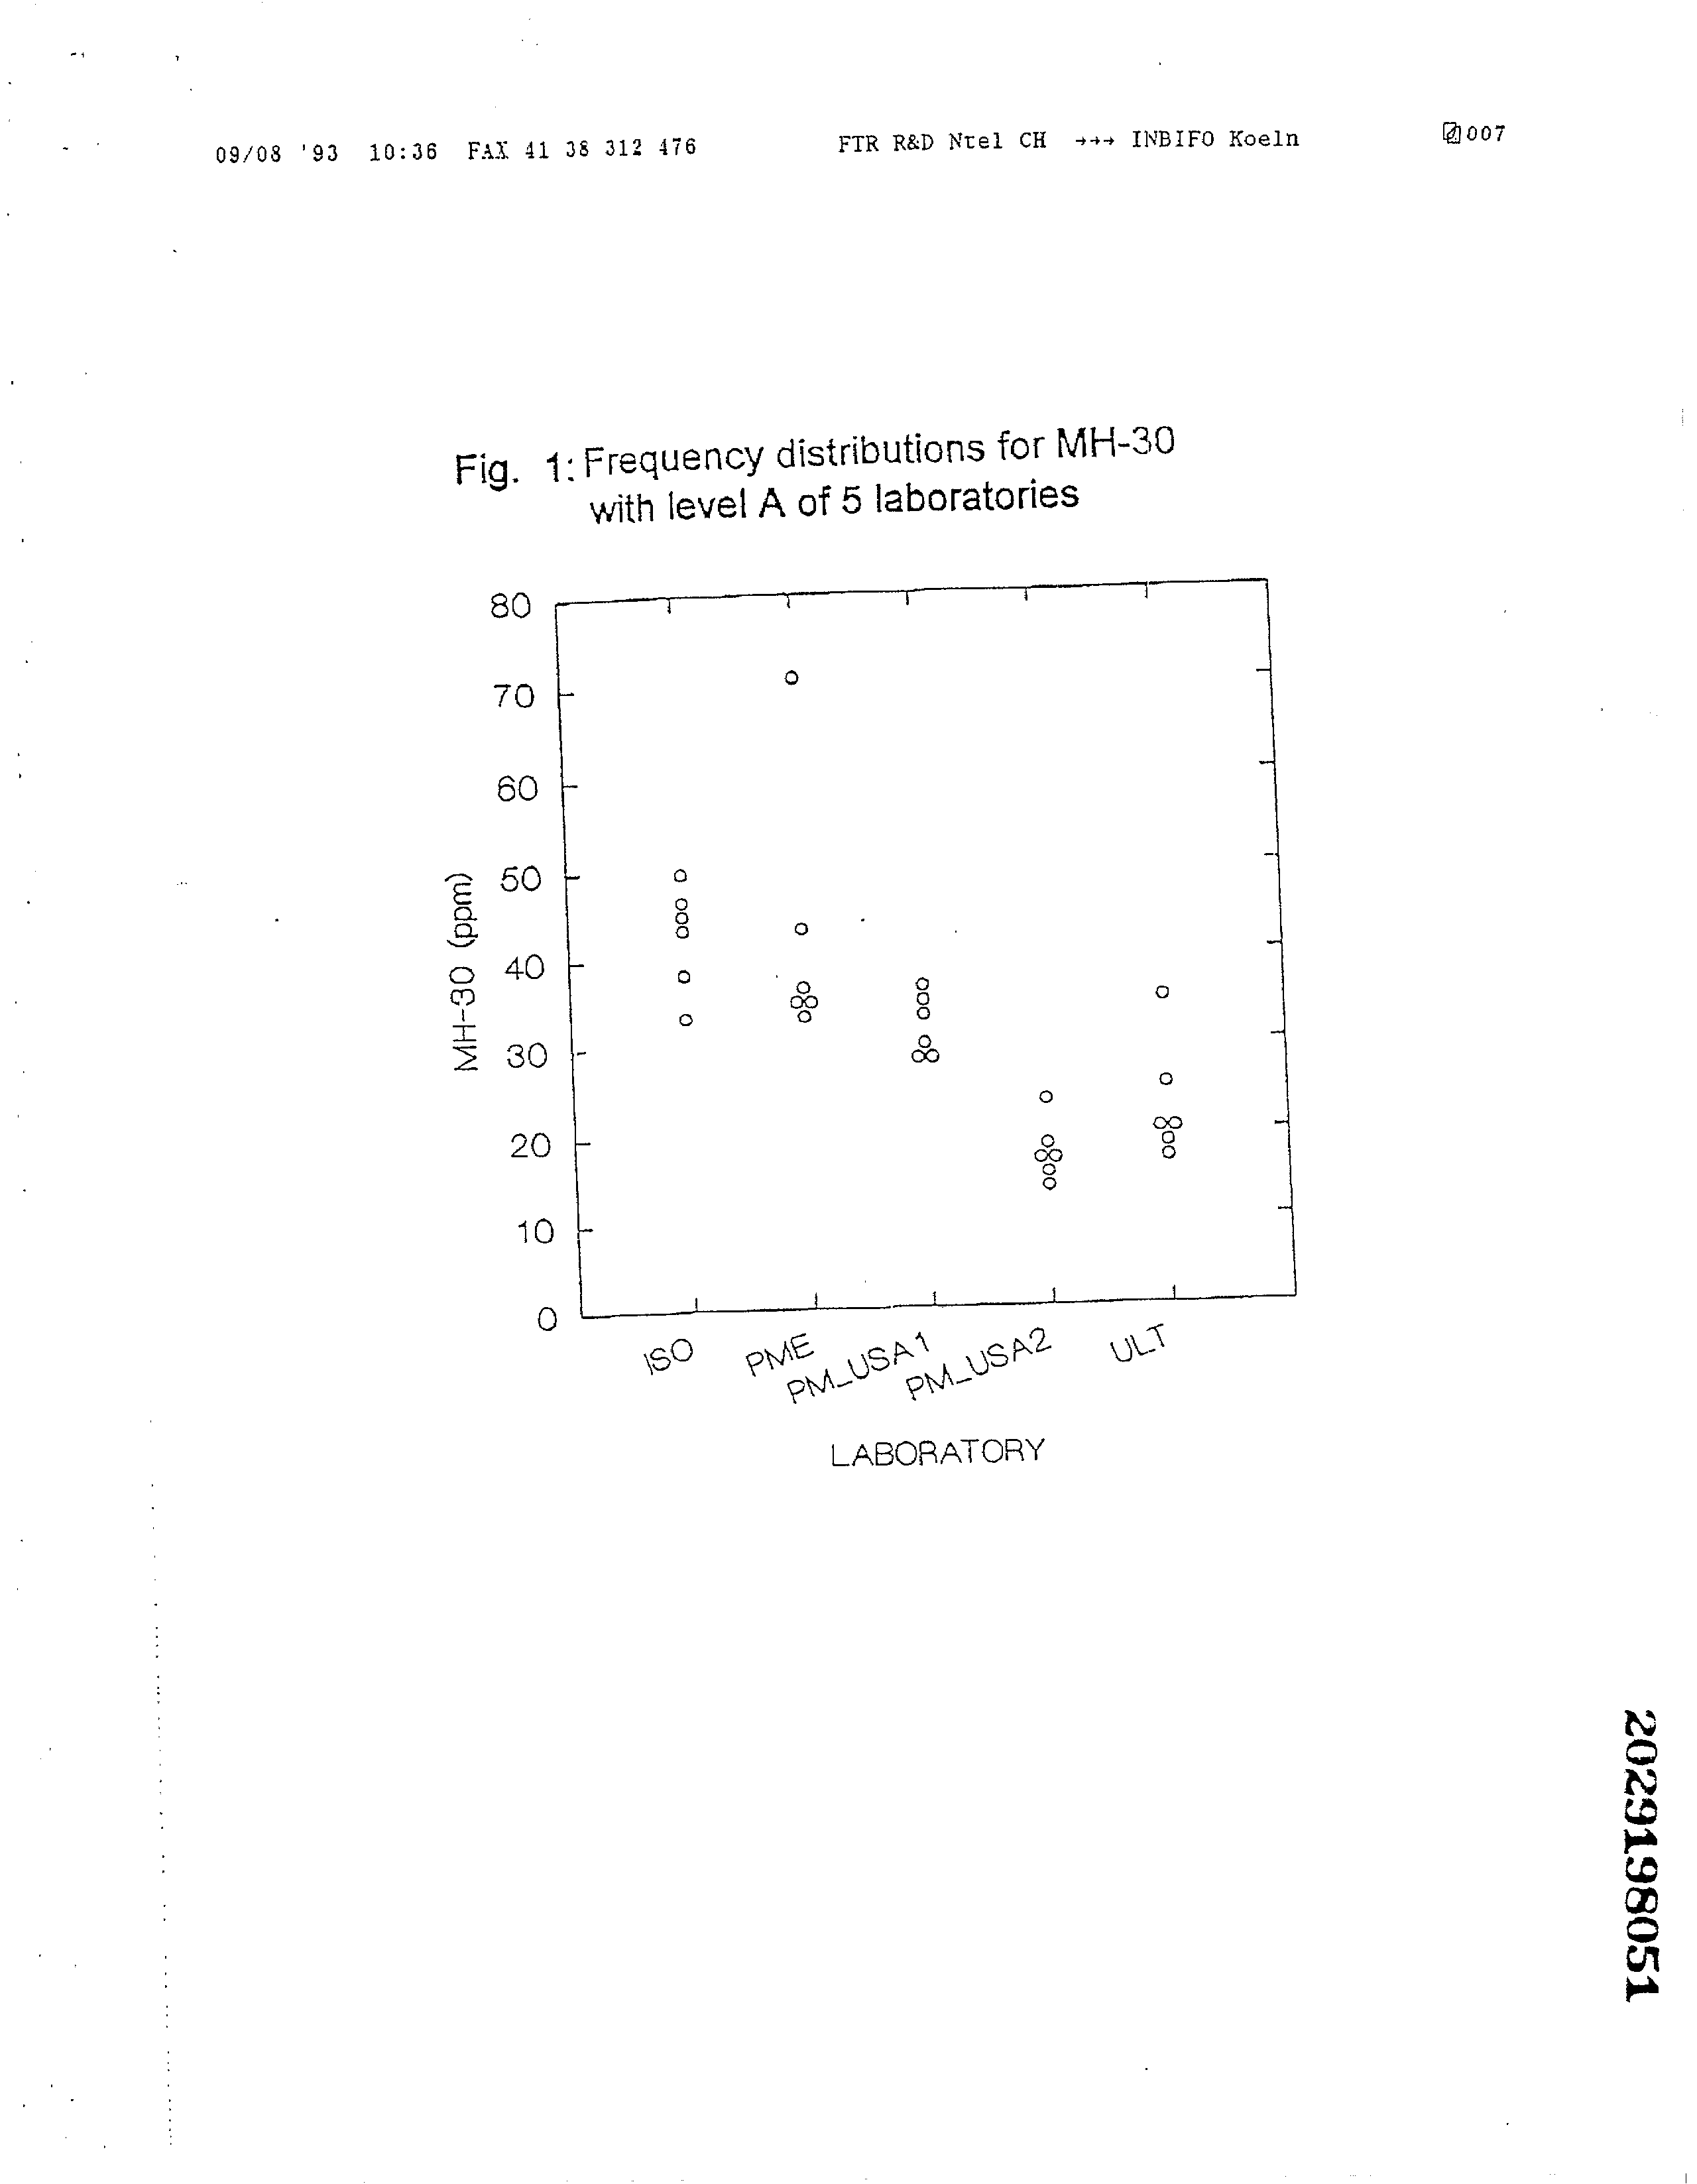 09/08 '93 10:36 FAX 41 38 312 476 FTR R&D Ntel CH →→→ INBIFO Koeln 007
Fig. 1: Frequency distributions for MH-30
with level A of 5 laboratories
80
70
60
50
40
30
20
10
0
MH-30 (ppm)
ISO
PME
PM_USA1
PM_USA2
ULT
LABORATORY
2029198051